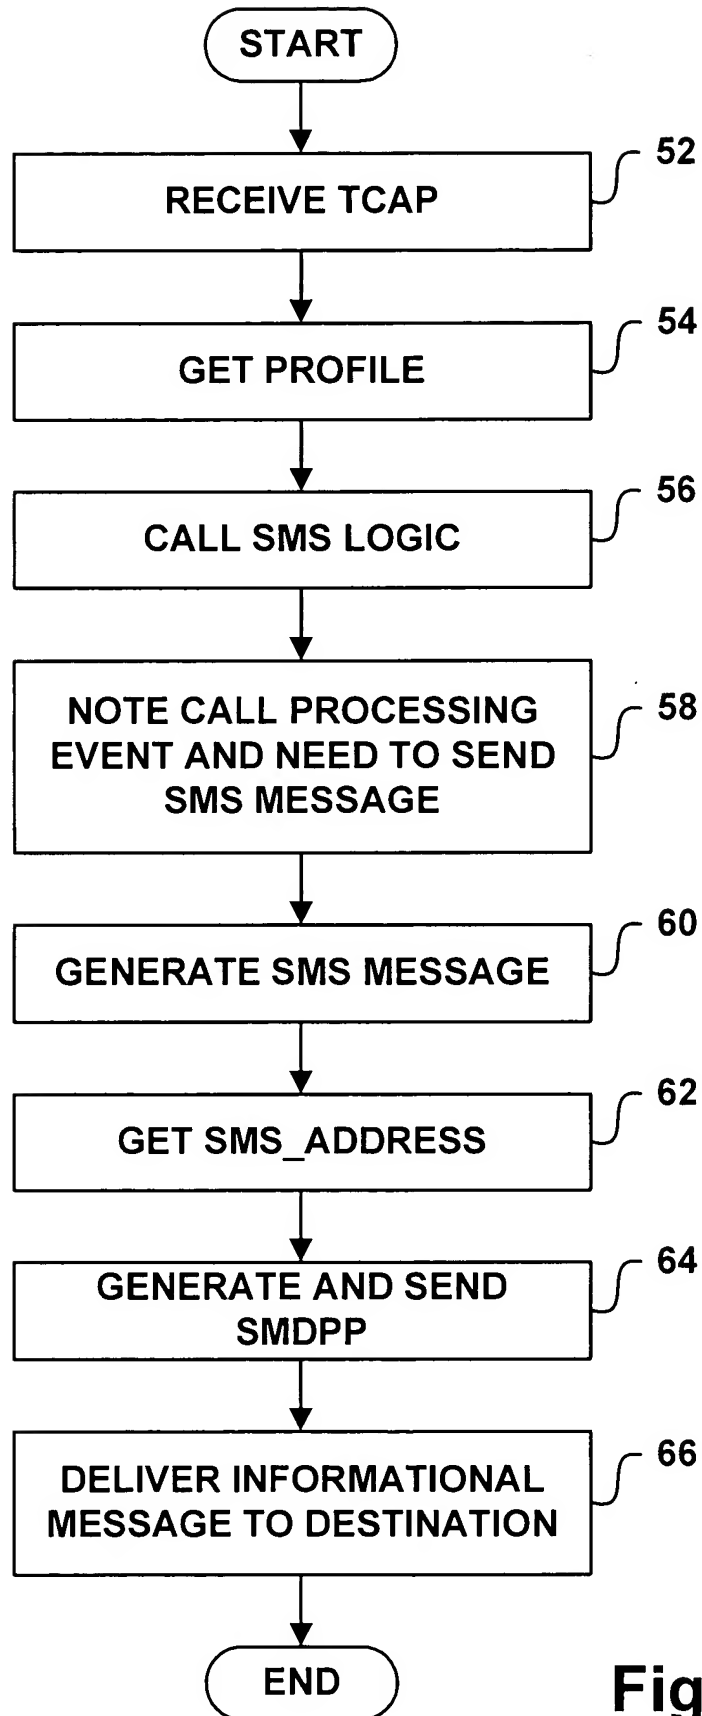 START
52
RECEIVE TCAP
54
GET PROFILE
56
CALL SMS LOGIC
58
NOTE CALL PROCESSING
EVENT AND NEED TO SEND
SMS MESSAGE
60
GENERATE SMS MESSAGE
62
GET SMS_ADDRESS
64
GENERATE AND SEND
SMDPP
66
DELIVER INFORMATIONAL
MESSAGE TO DESTINATION
END
Fig